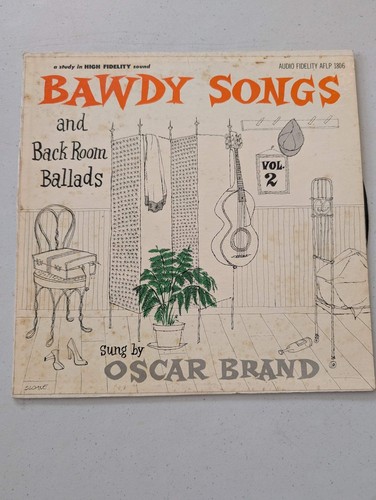 a study in HIGH FIDELITY sound
AUDIO FIDELITY AFLP 1806
BAWDY SONGS
and
Back Room
Ballads
VOL.
2
sung by
OSCAR BRAND